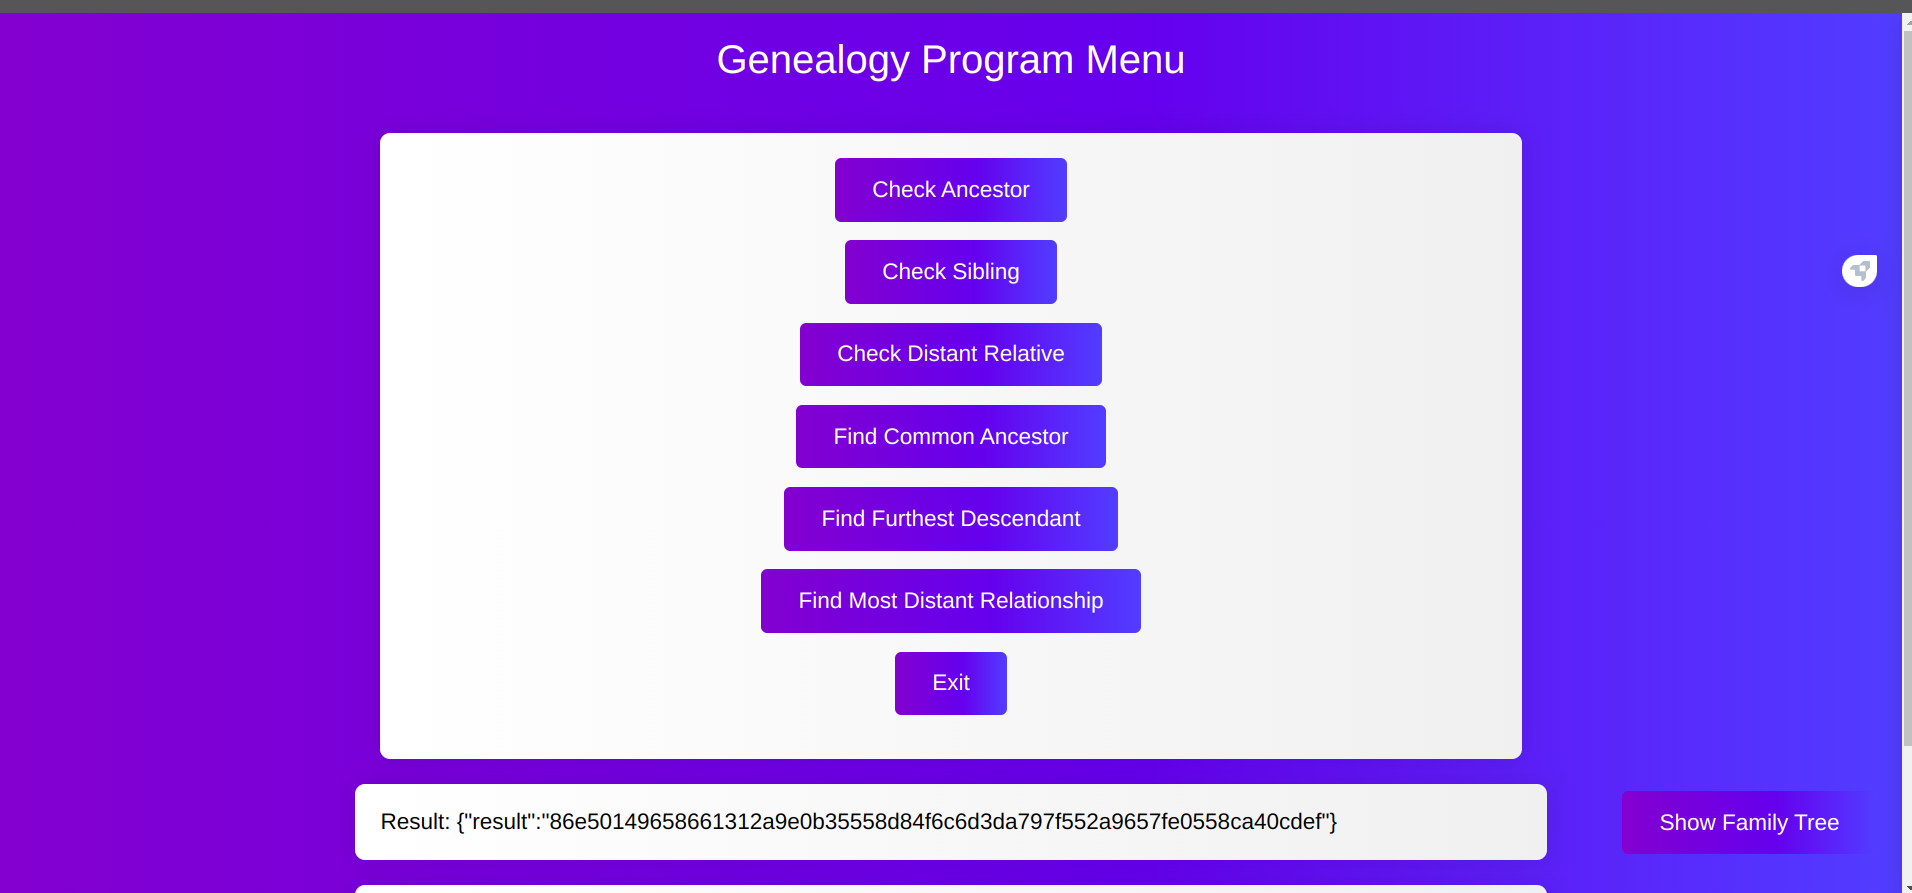 Genealogy Program Menu
Check Ancestor
Check Sibling
Check Distant Relative
Find Common Ancestor
Find Furthest Descendant
Find Most Distant Relationship
Exit
Result: {"result":"86e50149658661312a9e0b35558d84f6c6d3da797f552a9657fe0558ca40cdef"}
Show Family Tree